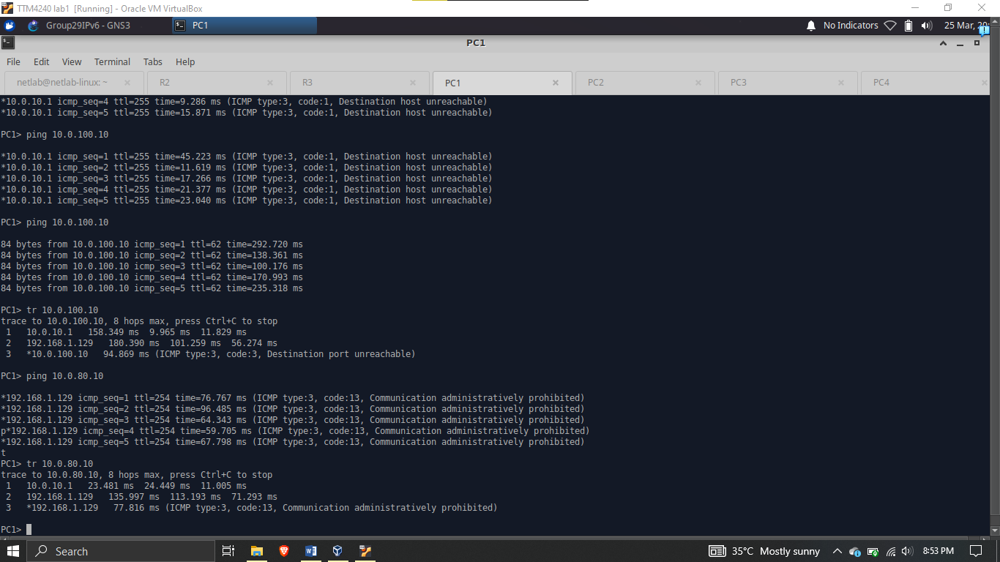 TTM4240 lab1 [Running] - Oracle VM VirtualBox
Group29IPv6 - GNS3
PC1
No Indicators
25 Mar, 20:
PC1
File Edit View Terminal Tabs Help
netlab@netlab-linux: ~
R2
R3
PC1
PC2
PC3
PC4
*10.0.10.1 icmp_seq=4 ttl=255 time=9.286 ms (ICMP type:3, code:1, Destination host unreachable)
*10.0.10.1 icmp_seq=5 ttl=255 time=15.871 ms (ICMP type:3, code:1, Destination host unreachable)
PC1> ping 10.0.100.10
*10.0.10.1 icmp_seq=1 ttl=255 time=45.223 ms (ICMP type:3, code:1, Destination host unreachable)
*10.0.10.1 icmp_seq=2 ttl=255 time=11.619 ms (ICMP type:3, code:1, Destination host unreachable)
*10.0.10.1 icmp_seq=3 ttl=255 time=17.266 ms (ICMP type:3, code:1, Destination host unreachable)
*10.0.10.1 icmp_seq=4 ttl=255 time=21.377 ms (ICMP type:3, code:1, Destination host unreachable)
*10.0.10.1 icmp_seq=5 ttl=255 time=23.040 ms (ICMP type:3, code:1, Destination host unreachable)
PC1> ping 10.0.100.10
84 bytes from 10.0.100.10 icmp_seq=1 ttl=62 time=292.720 ms
84 bytes from 10.0.100.10 icmp_seq=2 ttl=62 time=138.361 ms
84 bytes from 10.0.100.10 icmp_seq=3 ttl=62 time=100.176 ms
84 bytes from 10.0.100.10 icmp_seq=4 ttl=62 time=170.993 ms
84 bytes from 10.0.100.10 icmp_seq=5 ttl=62 time=235.318 ms
PC1> tr 10.0.100.10
trace to 10.0.100.10, 8 hops max, press Ctrl+C to stop
1 10.0.10.1 158.349 ms 9.965 ms 11.829 ms
2 192.168.1.129 180.390 ms 101.259 ms 56.274 ms
3 *10.0.100.10 94.869 ms (ICMP type:3, code:3, Destination port unreachable)
PC1> ping 10.0.80.10
*192.168.1.129 icmp_seq=1 ttl=254 time=76.767 ms (ICMP type:3, code:13, Communication administratively prohibited)
*192.168.1.129 icmp_seq=2 ttl=254 time=96.485 ms (ICMP type:3, code:13, Communication administratively prohibited)
*192.168.1.129 icmp_seq=3 ttl=254 time=64.343 ms (ICMP type:3, code:13, Communication administratively prohibited)
p*192.168.1.129 icmp_seq=4 ttl=254 time=59.705 ms (ICMP type:3, code:13, Communication administratively prohibited)
*192.168.1.129 icmp_seq=5 ttl=254 time=67.798 ms (ICMP type:3, code:13, Communication administratively prohibited)
t
PC1> tr 10.0.80.10
trace to 10.0.80.10, 8 hops max, press Ctrl+C to stop
1 10.0.10.1 23.481 ms 24.449 ms 11.005 ms
2 192.168.1.129 135.997 ms 113.193 ms 71.293 ms
3 *192.168.1.129 77.816 ms (ICMP type:3, code:13, Communication administratively prohibited)
PC1>
Search
35°C Mostly sunny
8:53 PM